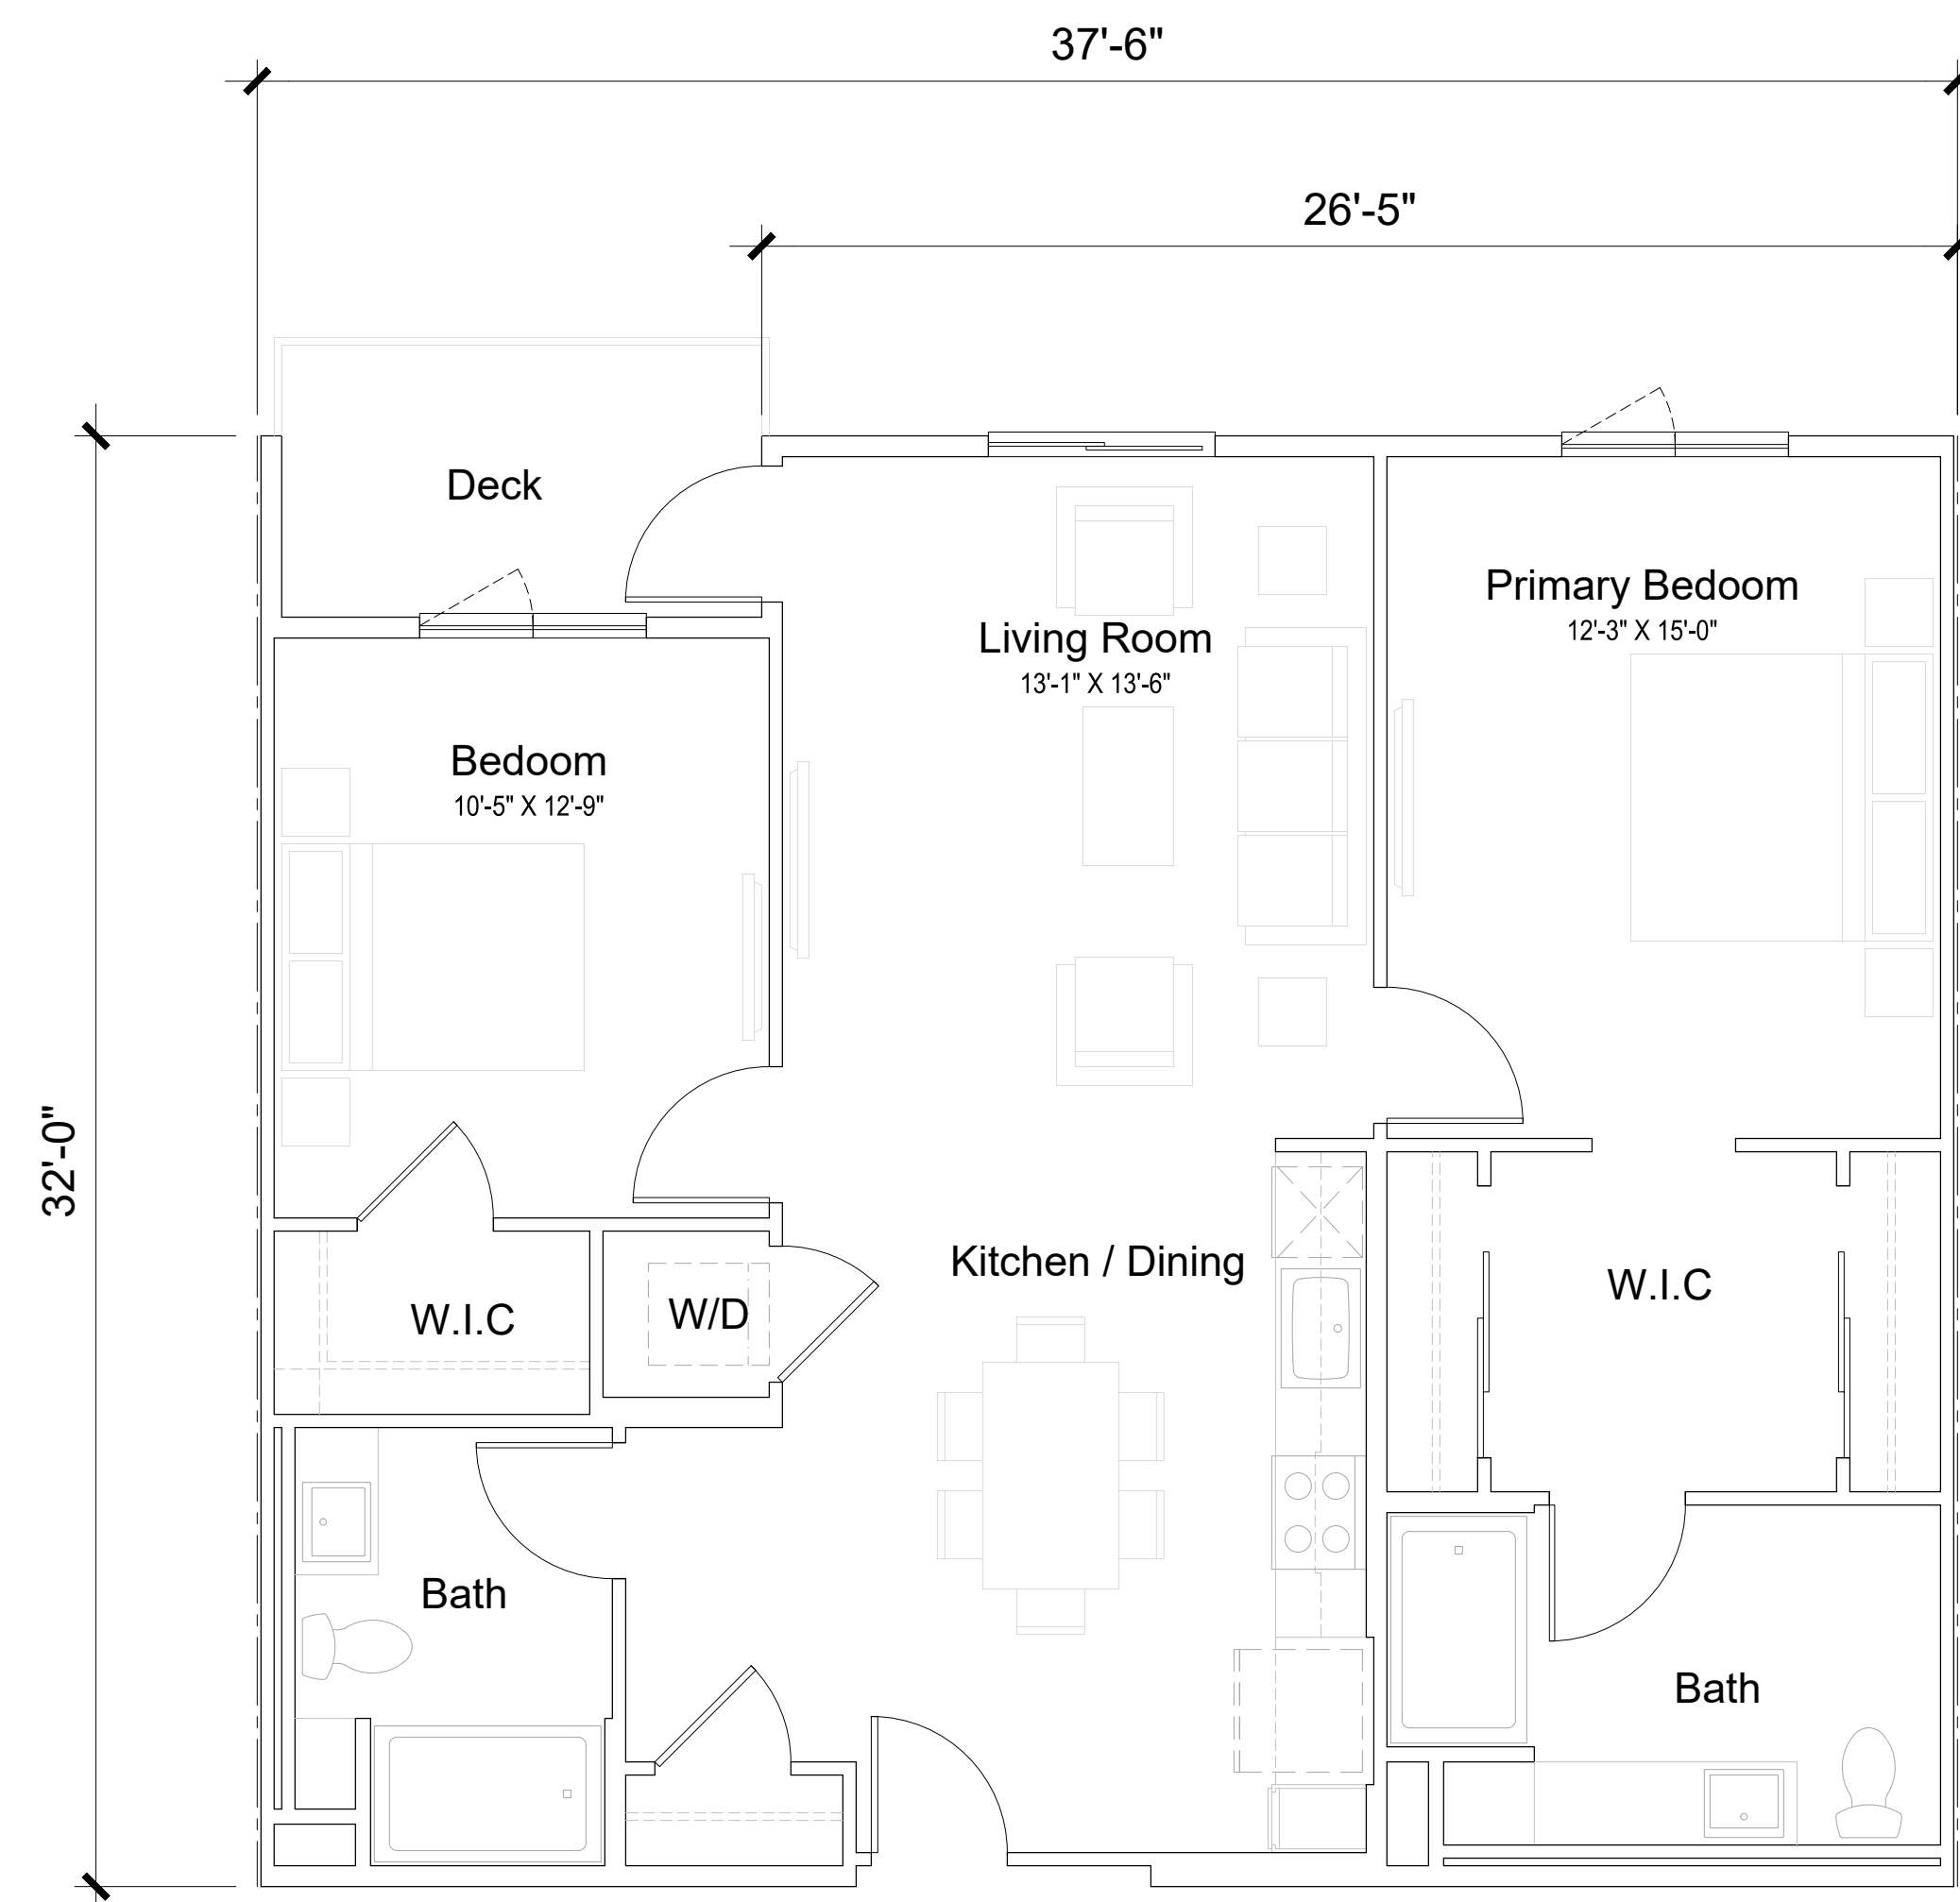 37'-6"
26'-5"
Deck
Primary Bedoom
12'-3" X 15'-0"
Living Room
13'-1" X 13'-6"
Bedoom
10'-5" X 12'-9"
32'-0"
Kitchen / Dining
W.I.C
W/D
W.I.C
Bath
Bath